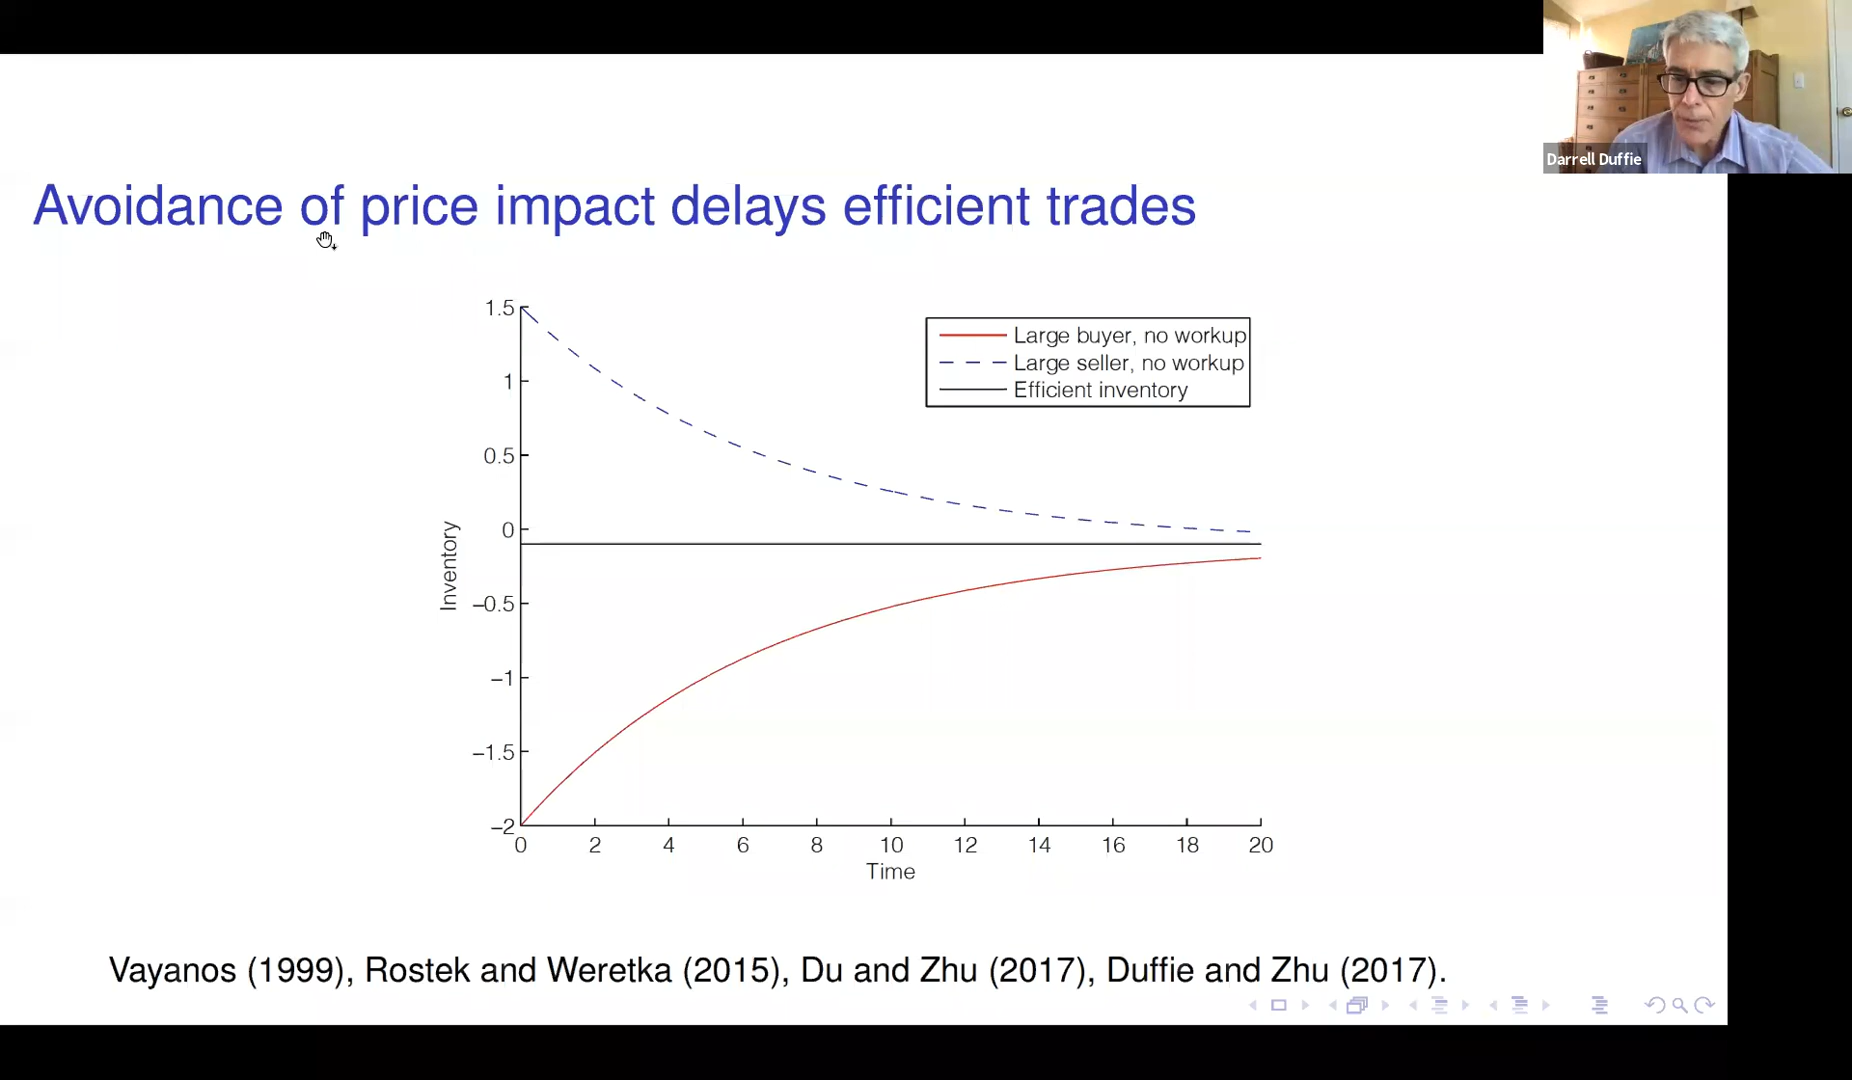 Darrell Duffie
Avoidance of price impact delays efficient trades
1.5
1
0.5
0
−0.5
−1
−1.5
−2
Inventory
Large buyer, no workup
Large seller, no workup
Efficient inventory
0 2 4 6 8 10 12 14 16 18 20
Time
Vayanos (1999), Rostek and Weretka (2015), Du and Zhu (2017), Duffie and Zhu (2017).